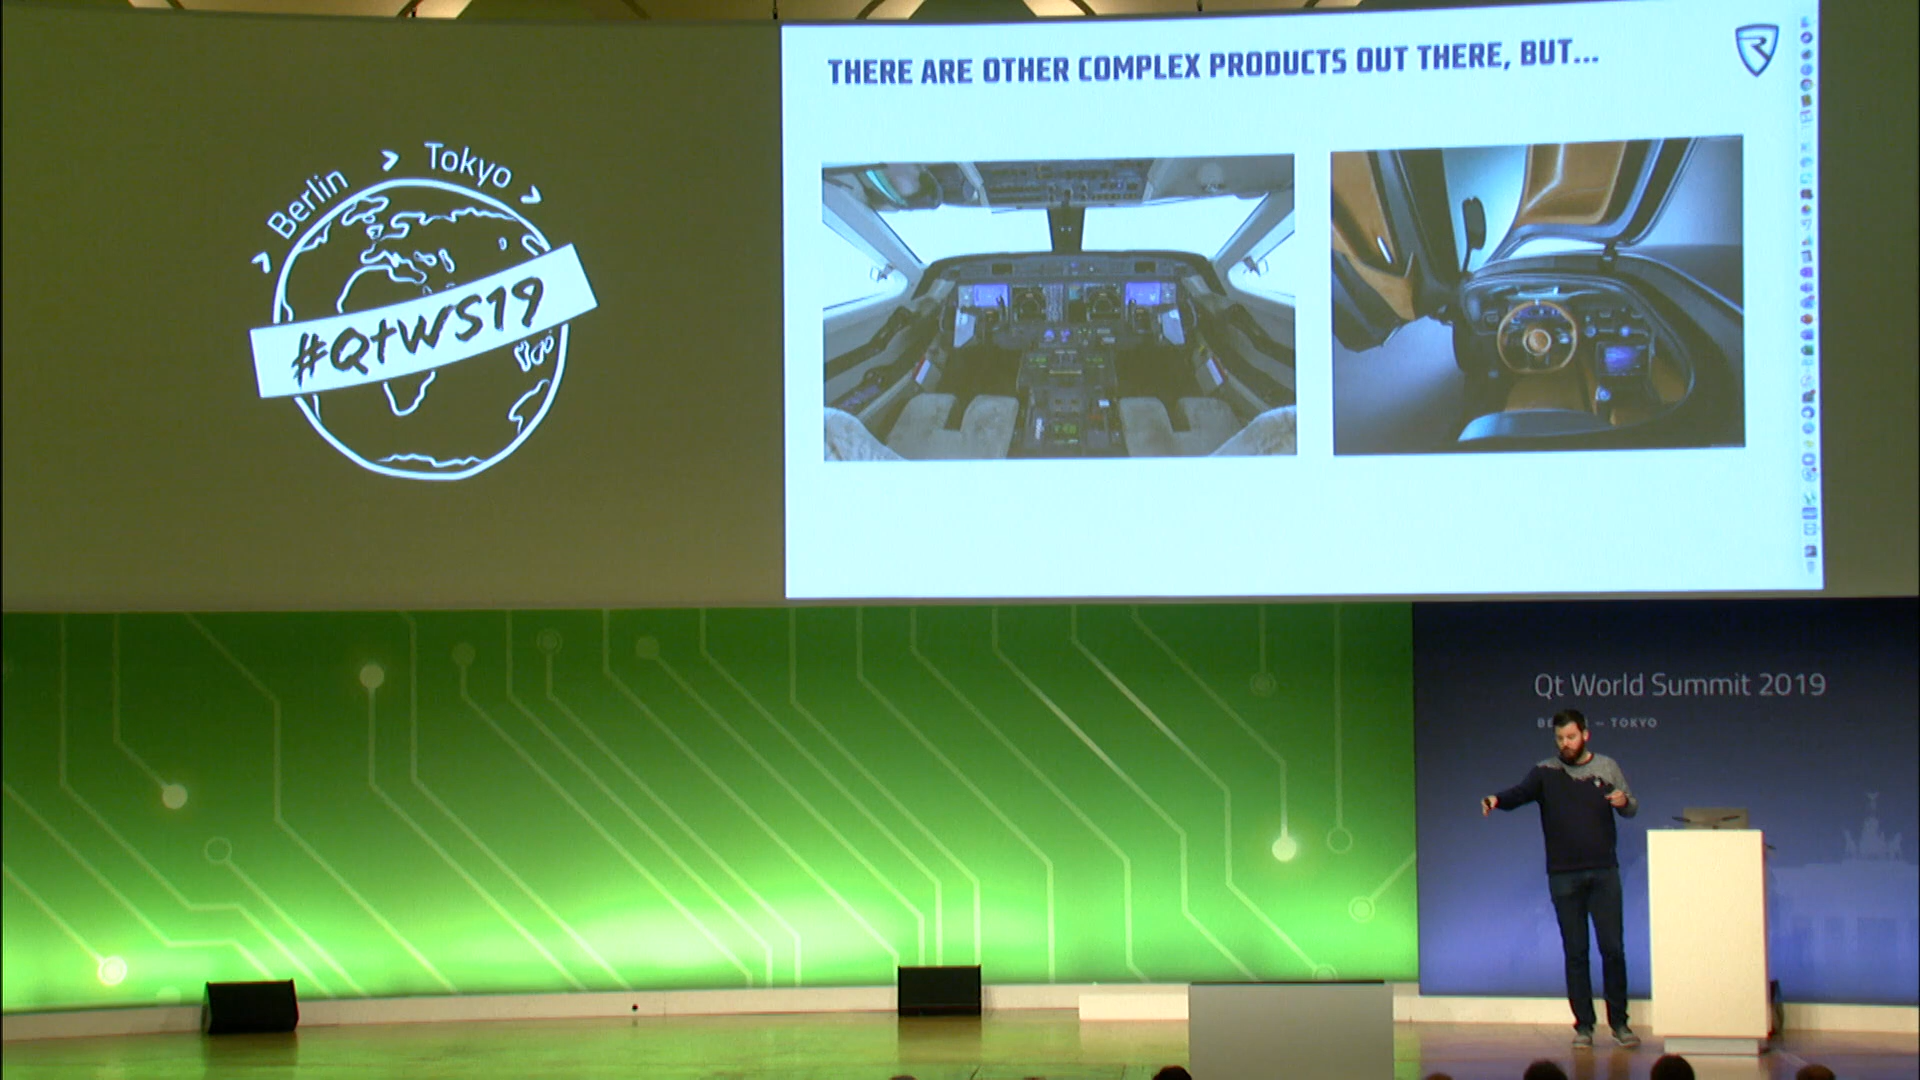 THERE ARE OTHER COMPLEX PRODUCTS OUT THERE, BUT...
> Berlin > Tokyo >
#QtWS19
Qt World Summit 2019
TOKYO